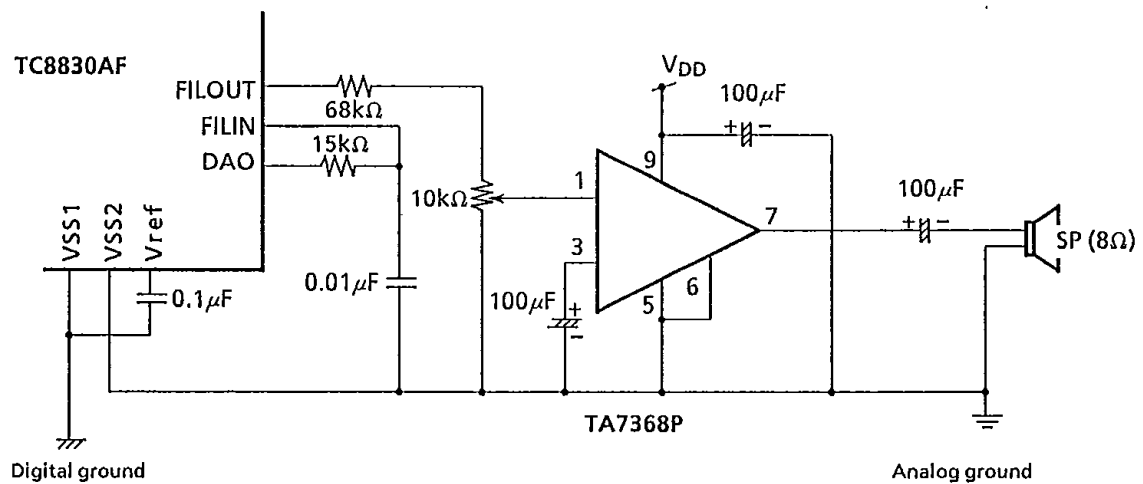 TC8830AF
FILOUT
FILIN
DAO
68kΩ
15kΩ
VSS1
VSS2
Vref
0.1μF
0.01μF
10kΩ
100μF
+
−
1
3
9
5
6
7
VDD
100μF
+ −
100μF
+ −
SP (8Ω)
TA7368P
Digital ground
Analog ground